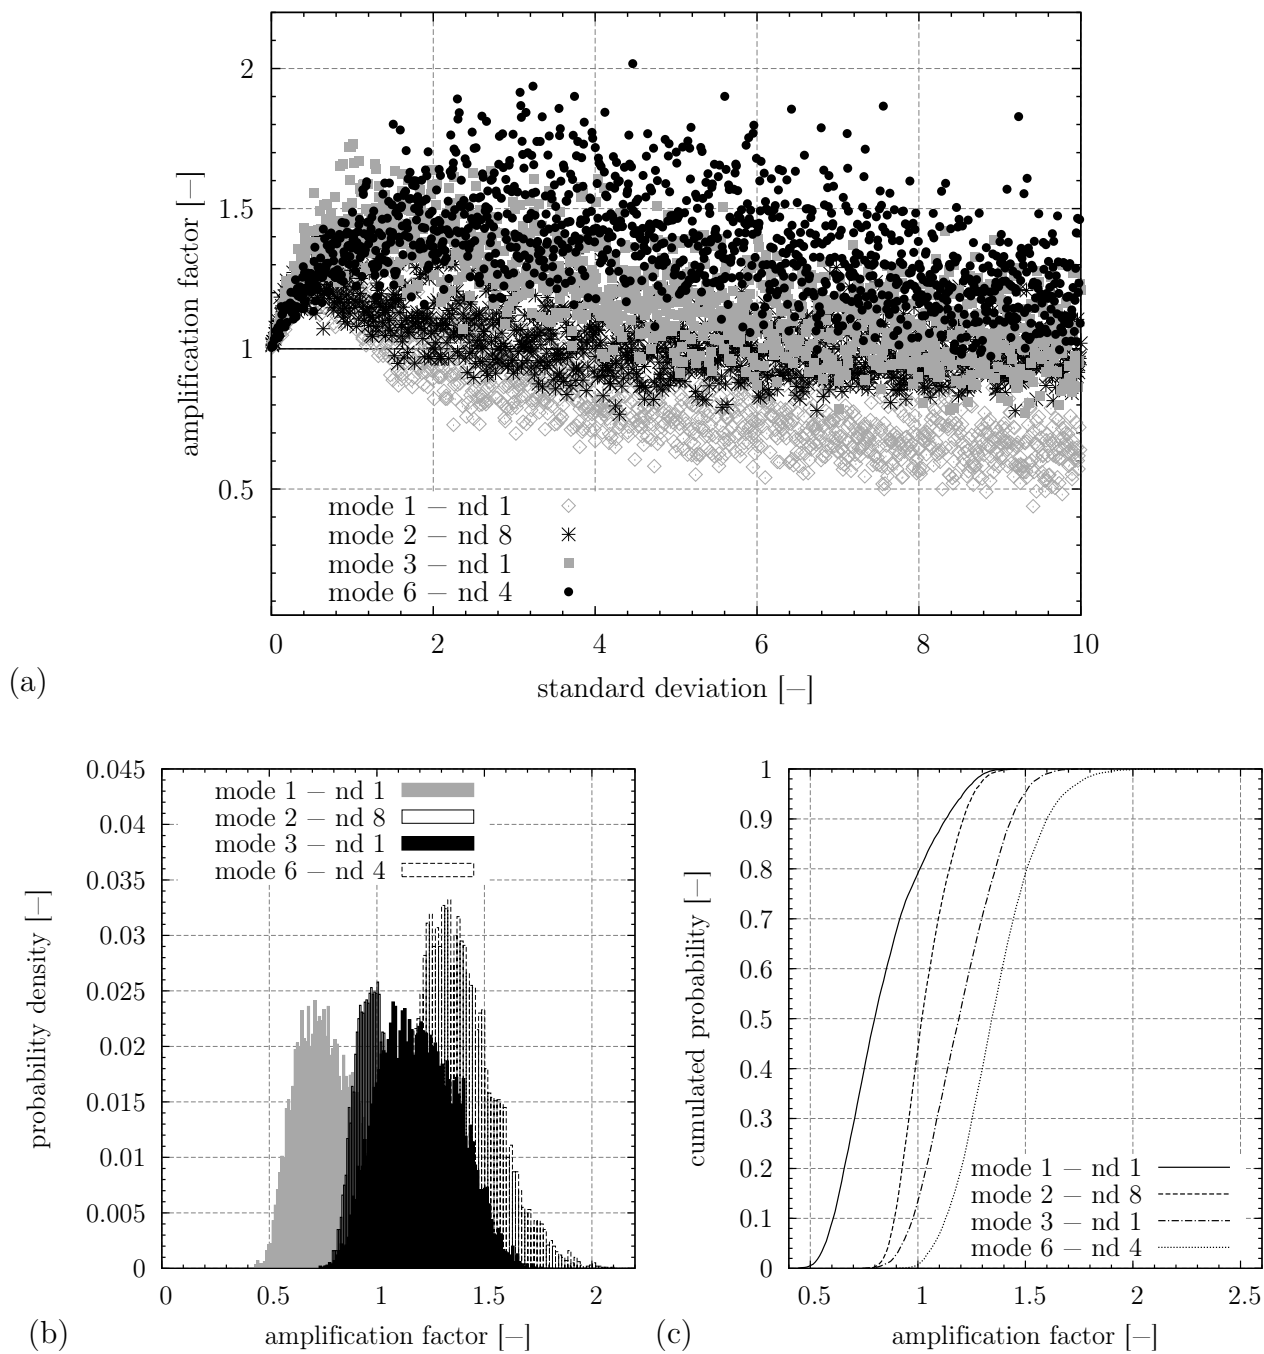 2
1.5
1
0.5
amplification factor [–]
mode 1 – nd 1
mode 2 – nd 8
mode 3 – nd 1
mode 6 – nd 4
0 2 4 6 8 10
standard deviation [–]
(a)
0.045
0.04
0.035
0.03
0.025
0.02
0.015
0.01
0.005
0
probability density [–]
mode 1 – nd 1
mode 2 – nd 8
mode 3 – nd 1
mode 6 – nd 4
0 0.5 1 1.5 2
amplification factor [–]
(b)
1
0.9
0.8
0.7
0.6
0.5
0.4
0.3
0.2
0.1
0
cumulated probability [–]
mode 1 – nd 1
mode 2 – nd 8
mode 3 – nd 1
mode 6 – nd 4
0.5 1 1.5 2 2.5
amplification factor [–]
(c)